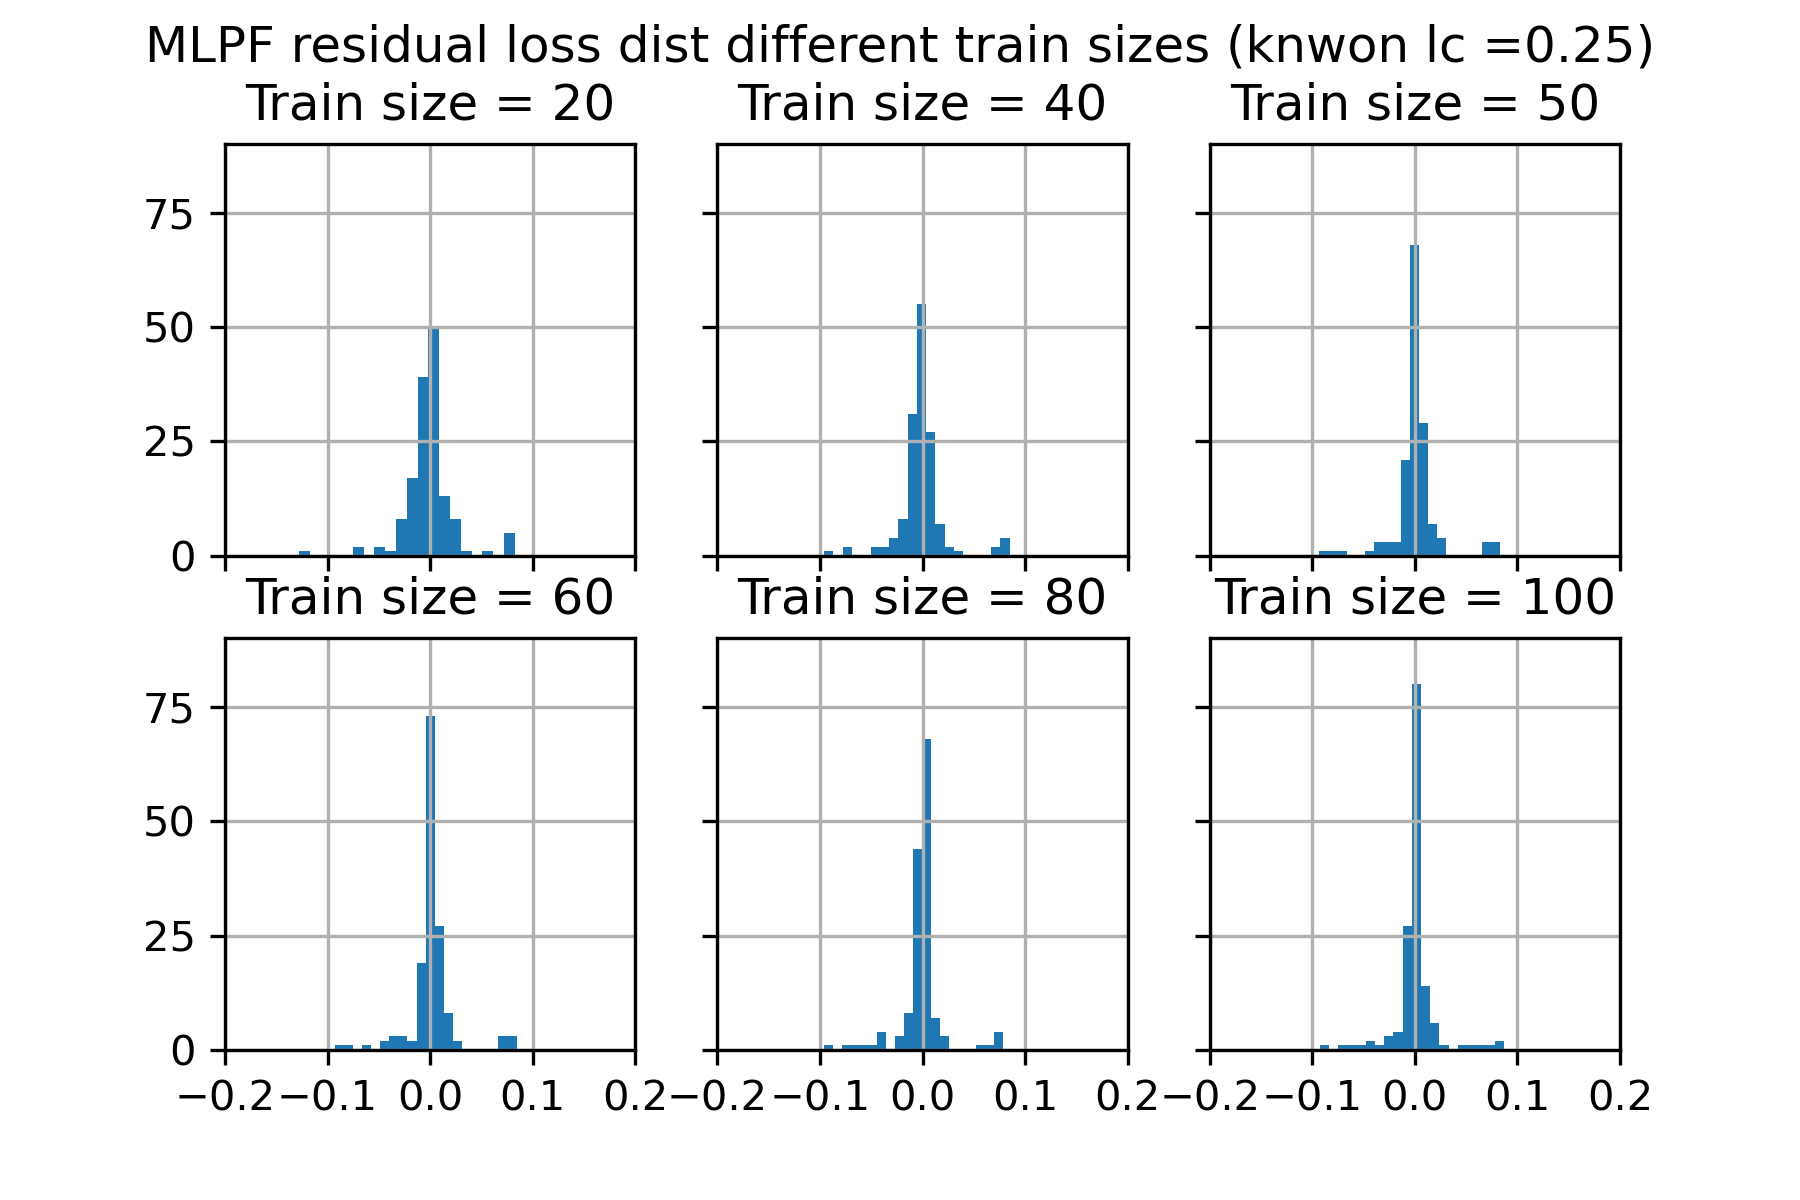 MLPF residual loss dist different train sizes (knwon lc =0.25)
Train size = 20 Train size = 40 Train size = 50
75
50
25
0
Train size = 60 Train size = 80 Train size = 100
75
50
25
0
−0.2 −0.1 0.0 0.1 0.2 −0.2 −0.1 0.0 0.1 0.2 −0.2 −0.1 0.0 0.1 0.2